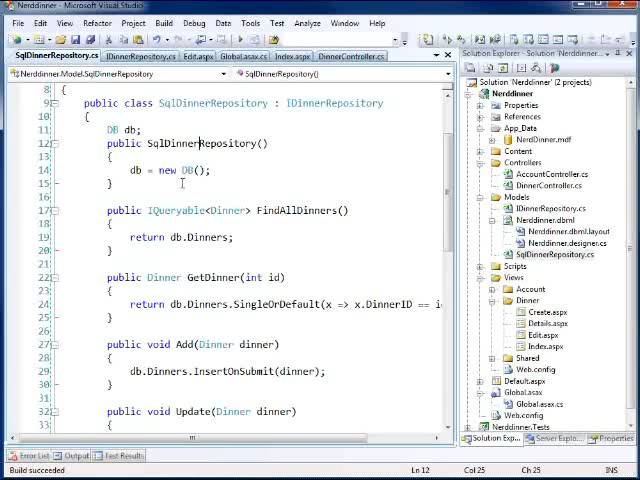 Nerddinner - Microsoft Visual Studio
File Edit View Refactor Project Build Debug Data Tools Test Analyze Window Help
SqlDinnerRepository.cs IDinnerRepository.cs Edit.aspx Global.asax.cs Index.aspx DinnerController.cs
Nerddinner.Model.SqlDinnerRepository SqlDinnerRepository()
8 {
9 public class SqlDinnerRepository : IDinnerRepository
10 {
11 DB db;
12 public SqlDinnerRepository()
13 {
14 db = new DB();
15 }
16
17 public IQueryable<Dinner> FindAllDinners()
18 {
19 return db.Dinners;
20 }
21
22 public Dinner GetDinner(int id)
23 {
24 return db.Dinners.SingleOrDefault(x => x.DinnerID == id
25 }
26
27 public void Add(Dinner dinner)
28 {
29 db.Dinners.InsertOnSubmit(dinner);
30 }
31
32 public void Update(Dinner dinner)
33 {
Solution Explorer - Solution 'Nerddinner...
Solution 'Nerddinner' (2 projects)
Nerddinner
Properties
References
App_Data
NerdDinner.mdf
Content
Controllers
AccountController.cs
DinnerController.cs
Models
IDinnerRepository.cs
Nerddinner.dbml
Nerddinner.dbml.layout
Nerddinner.designer.cs
SqlDinnerRepository.cs
Scripts
Views
Account
Dinner
Create.aspx
Details.aspx
Edit.aspx
Index.aspx
Shared
Web.config
Default.aspx
Global.asax
Global.asax.cs
Web.config
Nerddinner.Tests
Solution Exp... Server Explo... Properties
Error List Output Test Results
Build succeeded Ln 12 Col 25 Ch 25 INS